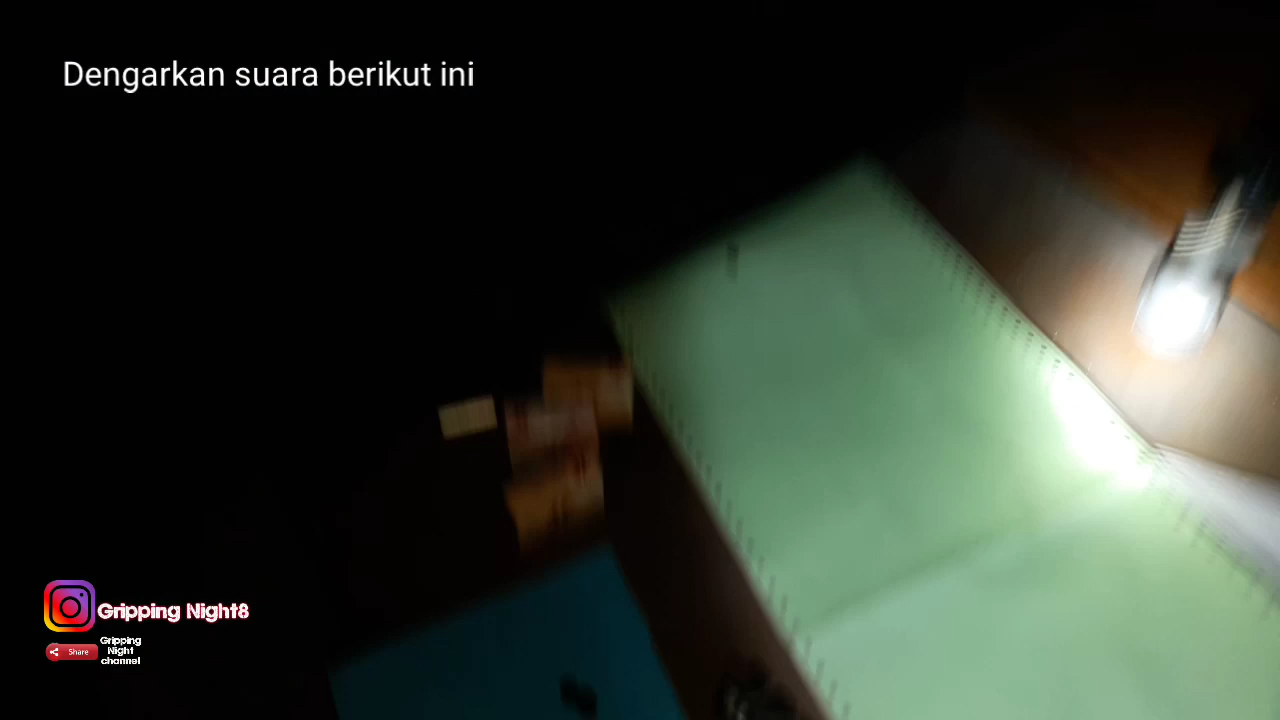 Dengarkan suara berikut ini
Gripping Night8
Share
Gripping
Night
channel